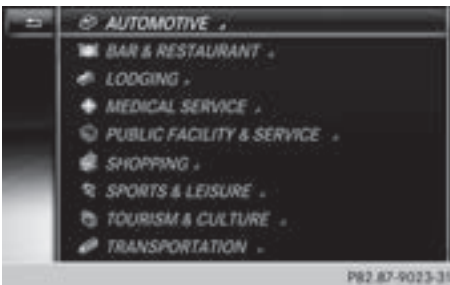 AUTOMOTIVE
BAR & RESTAURANT
LODGING
MEDICAL SERVICE
PUBLIC FACILITY & SERVICE
SHOPPING
SPORTS & LEISURE
TOURISM & CULTURE
TRANSPORTATION
P82.87-9023-31